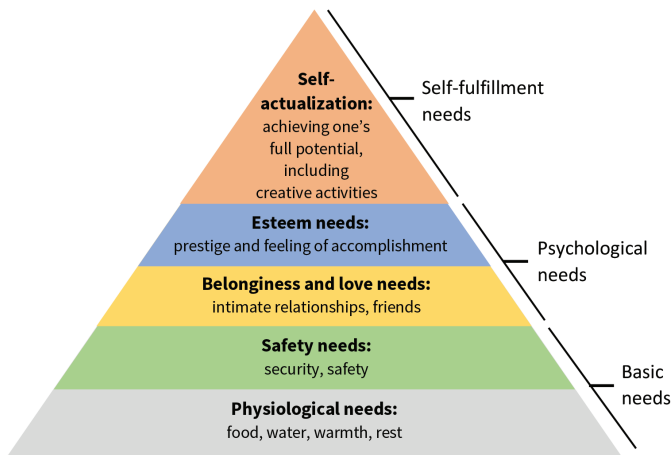 Self-
actualization:
achieving one’s
full potential,
including
creative activities
Self-fulfillment
needs
Esteem needs:
prestige and feeling of accomplishment
Psychological
needs
Belonginess and love needs:
intimate relationships, friends
Safety needs:
security, safety
Basic
needs
Physiological needs:
food, water, warmth, rest